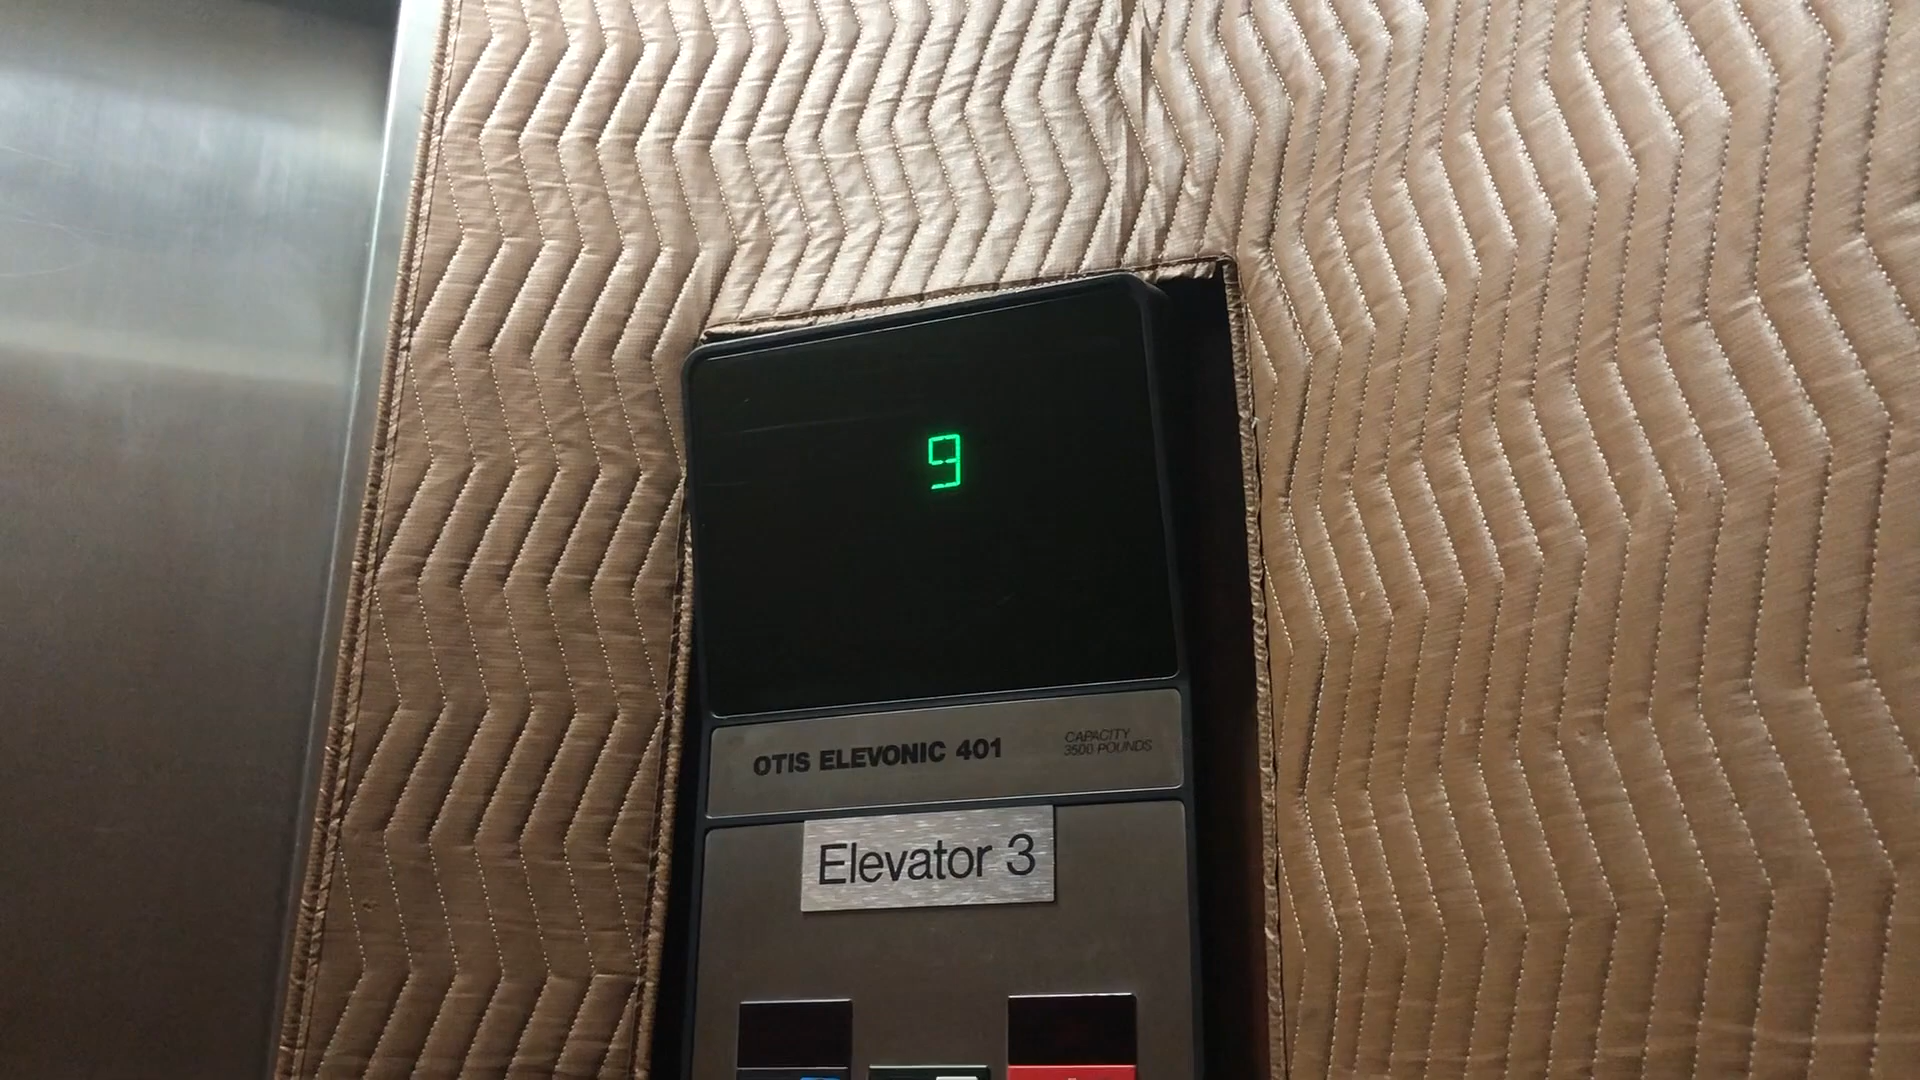 9
OTIS ELEVONIC 401
CAPACITY
3500 POUNDS
Elevator 3